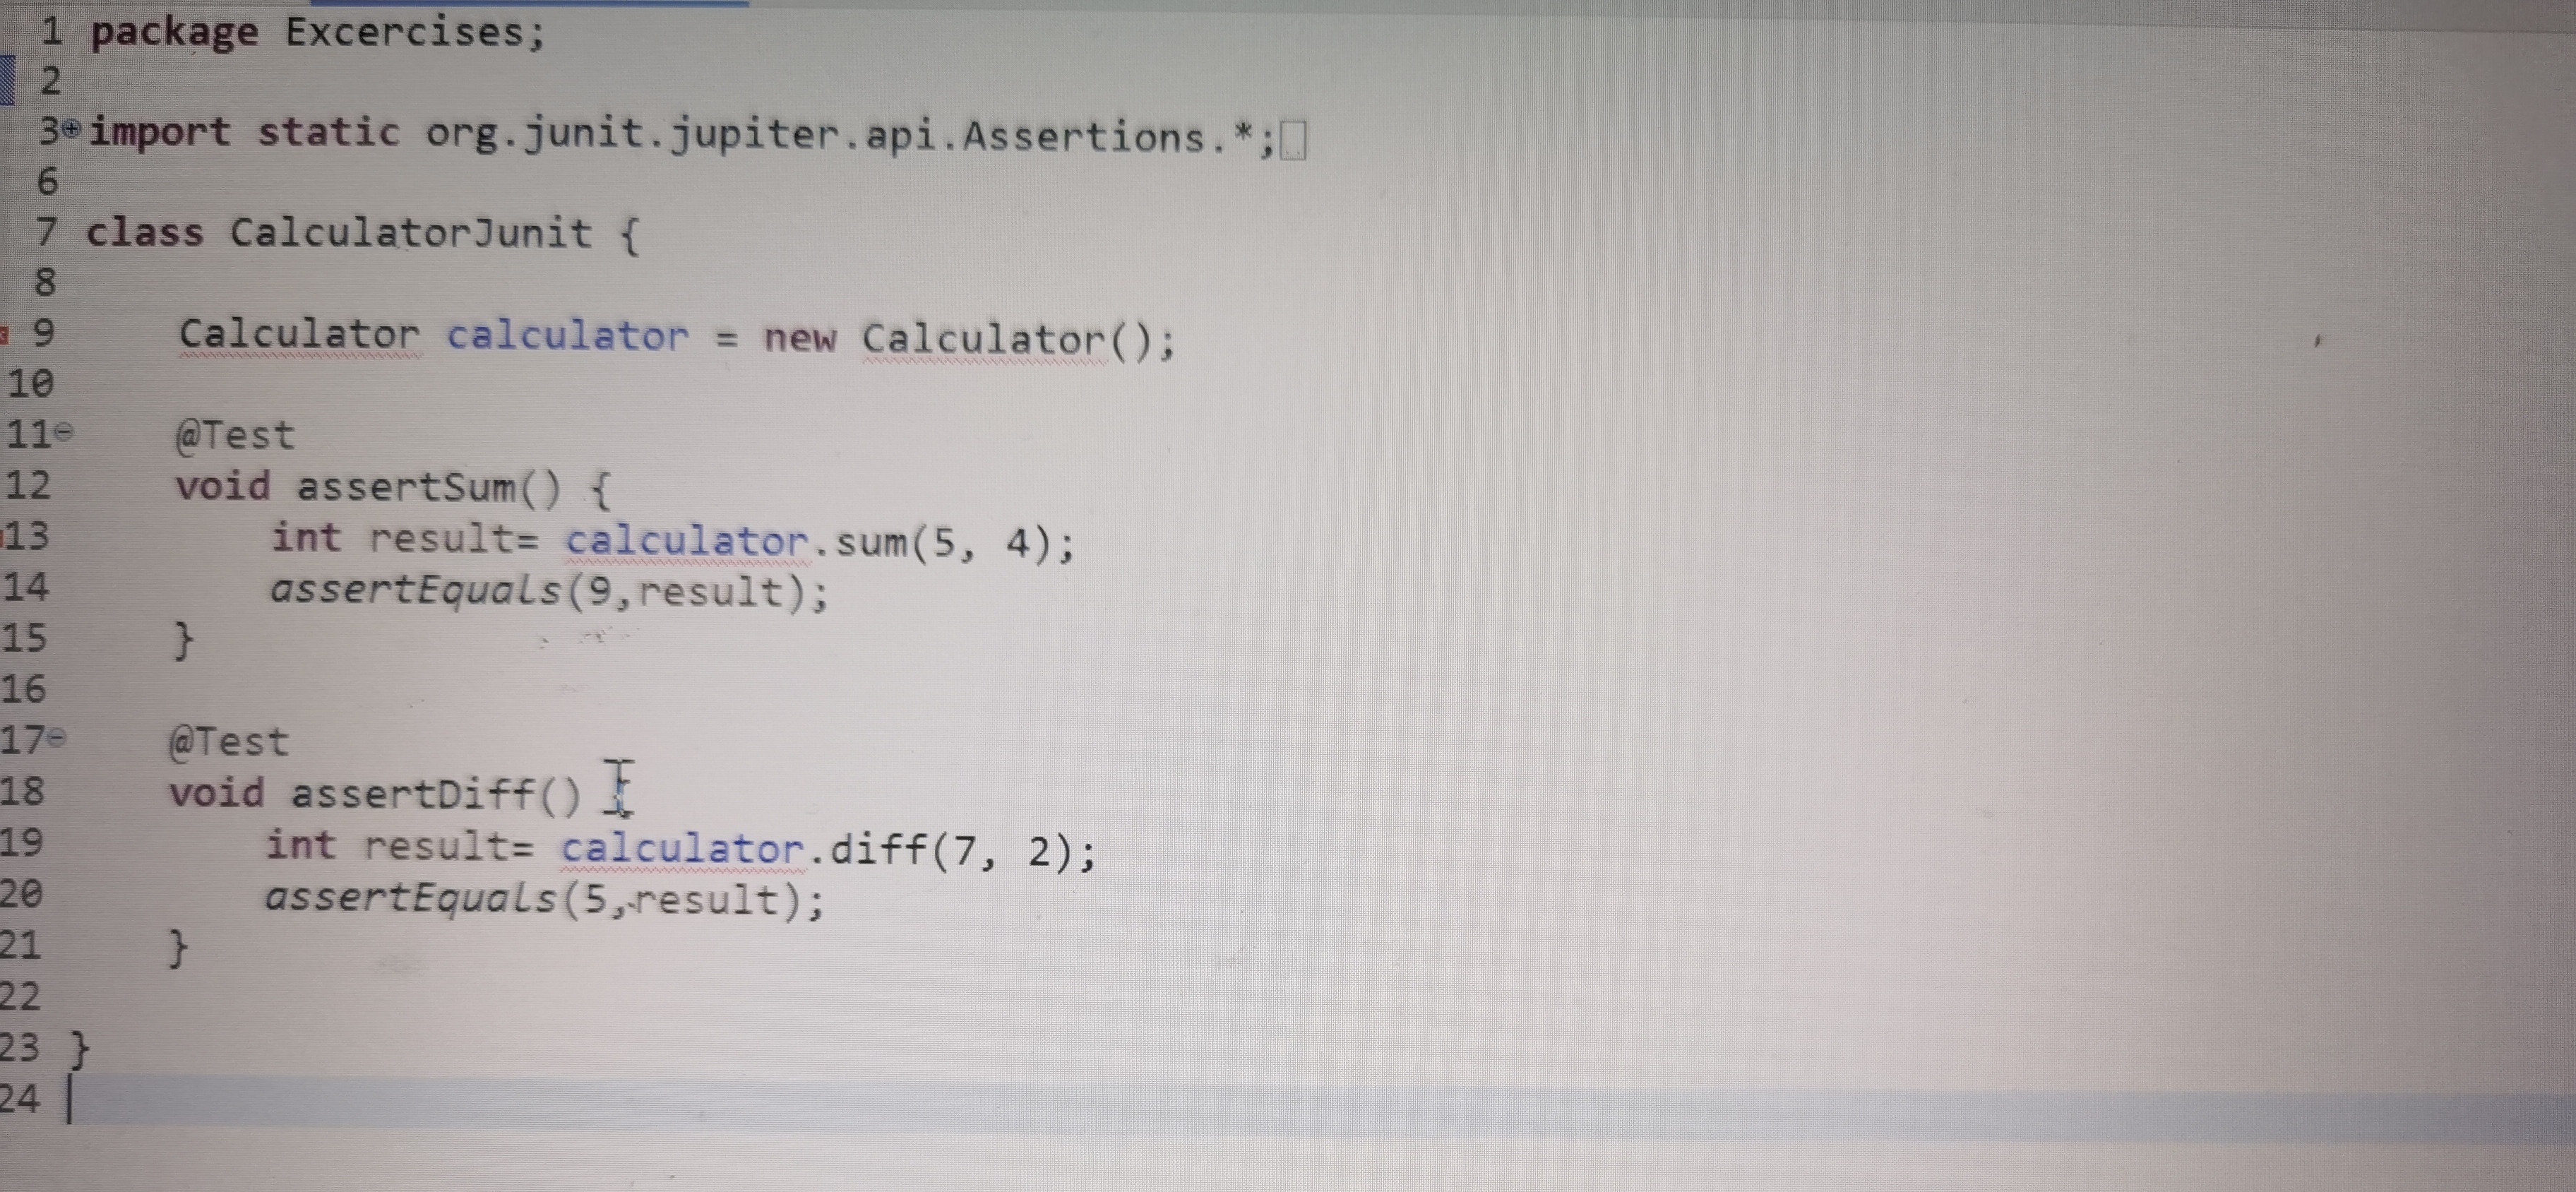 1 package Excercises;
2
3 import static org.junit.jupiter.api.Assertions.*;
6
7 class CalculatorJunit {
8
9 Calculator calculator = new Calculator();
10
11 @Test
12 void assertSum() {
13 int result= calculator.sum(5, 4);
14 assertEquals(9,result);
15 }
16
17 @Test
18 void assertDiff()
19 int result= calculator.diff(7, 2);
20 assertEquals(5, result);
21 }
22
23 }
24